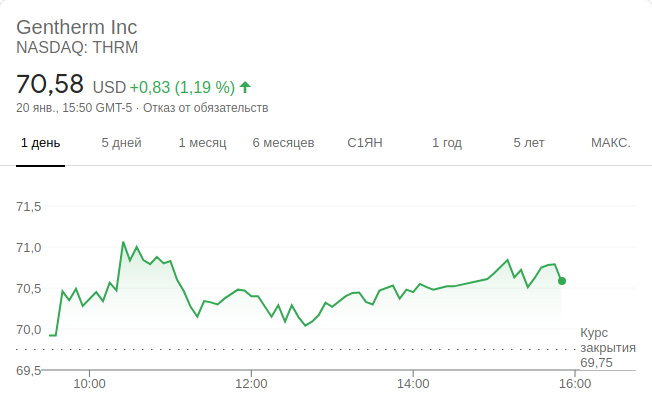 Gentherm Inc
NASDAQ: THRM
70,58 USD +0,83 (1,19 %)
20 янв., 15:50 GMT-5 · Отказ от обязательств
1 день 5 дней 1 месяц 6 месяцев С1ЯН 1 год 5 лет МАКС.
71,5
71,0
70,5
70,0
Курс
закрытия
69,75
69,5
10:00 12:00 14:00 16:00